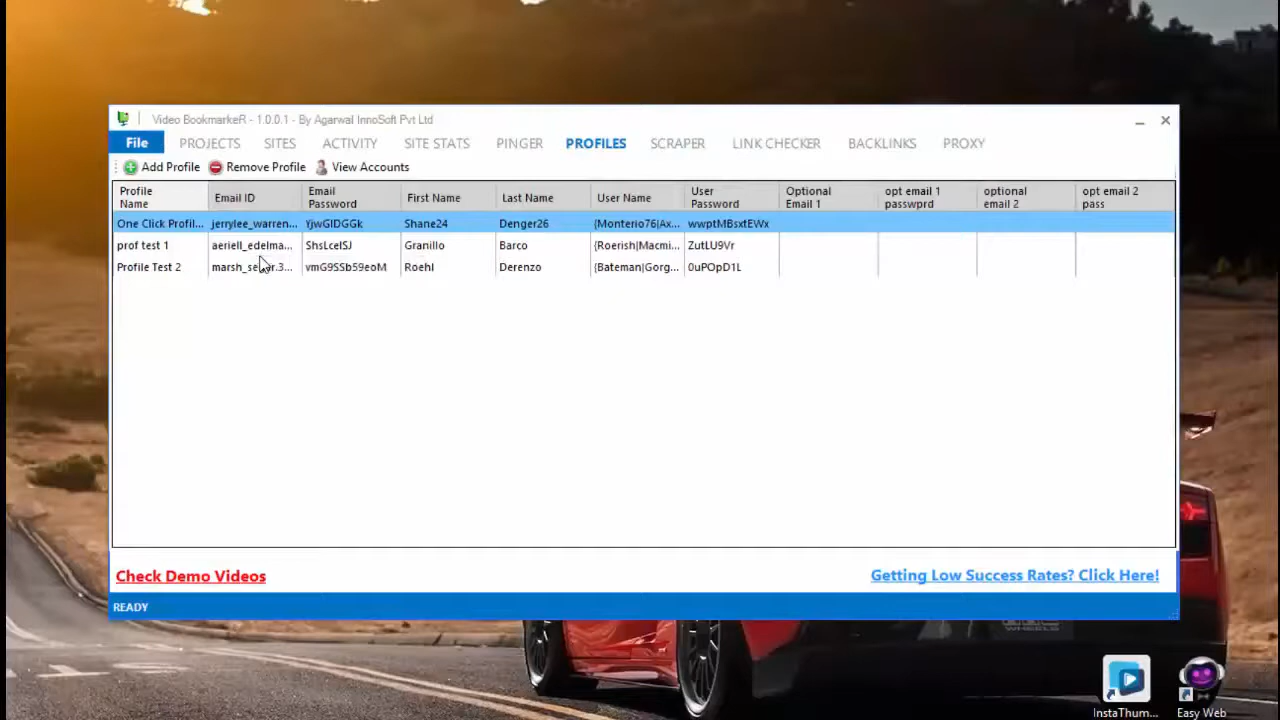 Video BookmarkeR - 1.0.0.1 - By Agarwal InnoSoft Pvt Ltd
File PROJECTS SITES ACTIVITY SITE STATS PINGER PROFILES SCRAPER LINK CHECKER BACKLINKS PROXY
Add Profile Remove Profile View Accounts
Profile Name Email ID Email Password First Name Last Name User Name User Password Optional Email 1 opt email 1 passwprd optional email 2 opt email 2 pass
One Click Profil... jerrylee_warren... YjwGIDGGk Shane24 Denger26 {Monterio76|Ax... wwptMBsxtEWx
prof test 1 aeriell_edelma... ShsLceISJ Granillo Barco {Roerish|Macmi... ZutLU9Vr
Profile Test 2 vmG9SSb59eoM Roehl Derenzo {Bateman|Gorg... 0uPOpD1L
Check Demo Videos Getting Low Success Rates? Click Here!
READY
InstaThum... Easy Web